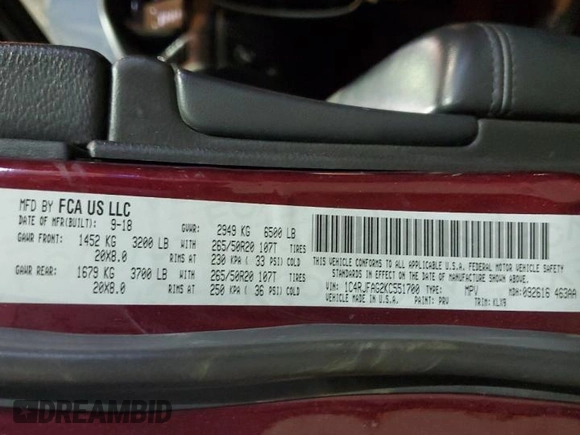 MFD BY FCA US LLC
DATE OF MFR(BUILT): 9-18 GVWR: 2949 KG 6500 LB
GAWR FRONT: 1452 KG 3200 LB WITH 265/50R20 107T TIRES
20X8.0 RIMS AT 230 KPA ( 33 PSI) COLD
GAWR REAR: 1679 KG 3700 LB WITH 265/50R20 107T TIRES
20X8.0 RIMS AT 250 KPA ( 36 PSI) COLD
THIS VEHICLE CONFORMS TO ALL APPLICABLE U.S.A. FEDERAL MOTOR VEHICLE SAFETY
STANDARDS IN EFFECT ON THE DATE OF MANUFACTURE SHOWN ABOVE.
VIN: 1C4RJFAG2KC551700 TYPE: MPV MDH:092616 463AA
MADE IN U.S.A. PAINT: PRV TRIM: KLX9
DREAMBID